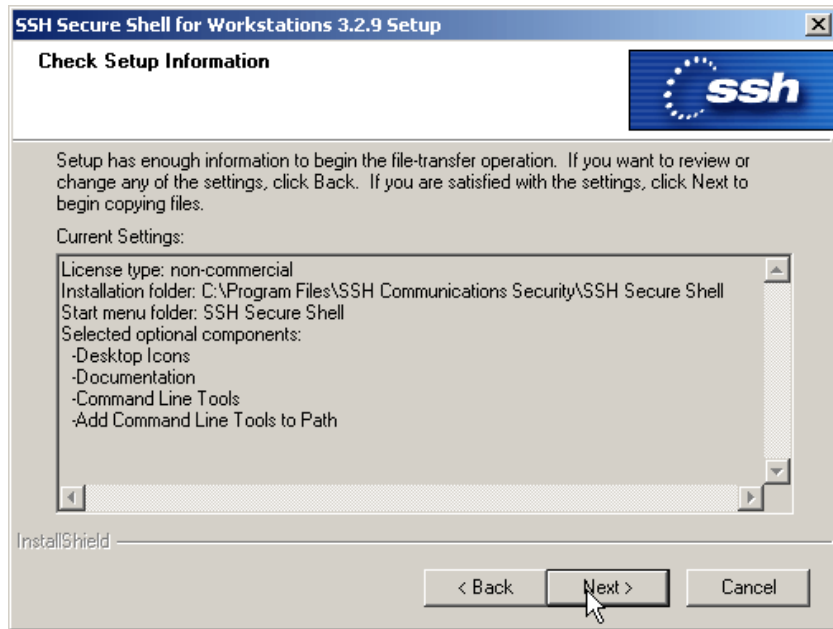 SSH Secure Shell for Workstations 3.2.9 Setup
Check Setup Information
ssh
Setup has enough information to begin the file-transfer operation.  If you want to review or
change any of the settings, click Back.  If you are satisfied with the settings, click Next to
begin copying files.
Current Settings:
License type: non-commercial
Installation folder: C:\Program Files\SSH Communications Security\SSH Secure Shell
Start menu folder: SSH Secure Shell
Selected optional components:
-Desktop Icons
-Documentation
-Command Line Tools
-Add Command Line Tools to Path
InstallShield
< Back Next > Cancel